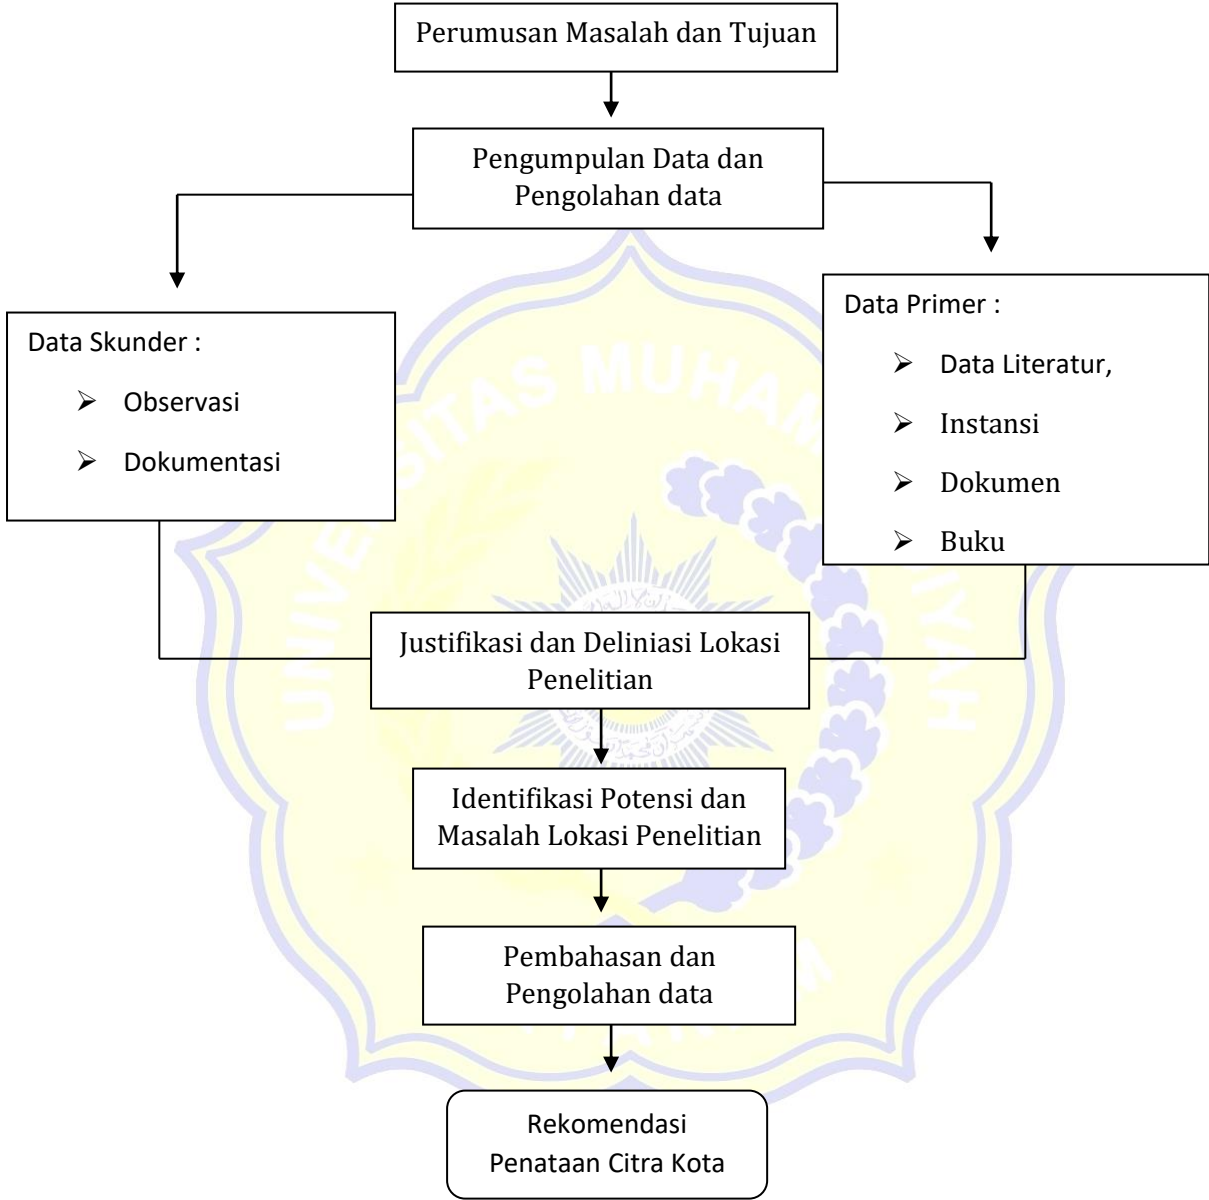 Perumusan Masalah dan Tujuan
Pengumpulan Data dan
Pengolahan data
Data Skunder :
➢ Observasi
➢ Dokumentasi
Data Primer :
➢ Data Literatur,
➢ Instansi
➢ Dokumen
➢ Buku
Justifikasi dan Deliniasi Lokasi
Penelitian
Identifikasi Potensi dan
Masalah Lokasi Penelitian
Pembahasan dan
Pengolahan data
Rekomendasi
Penataan Citra Kota